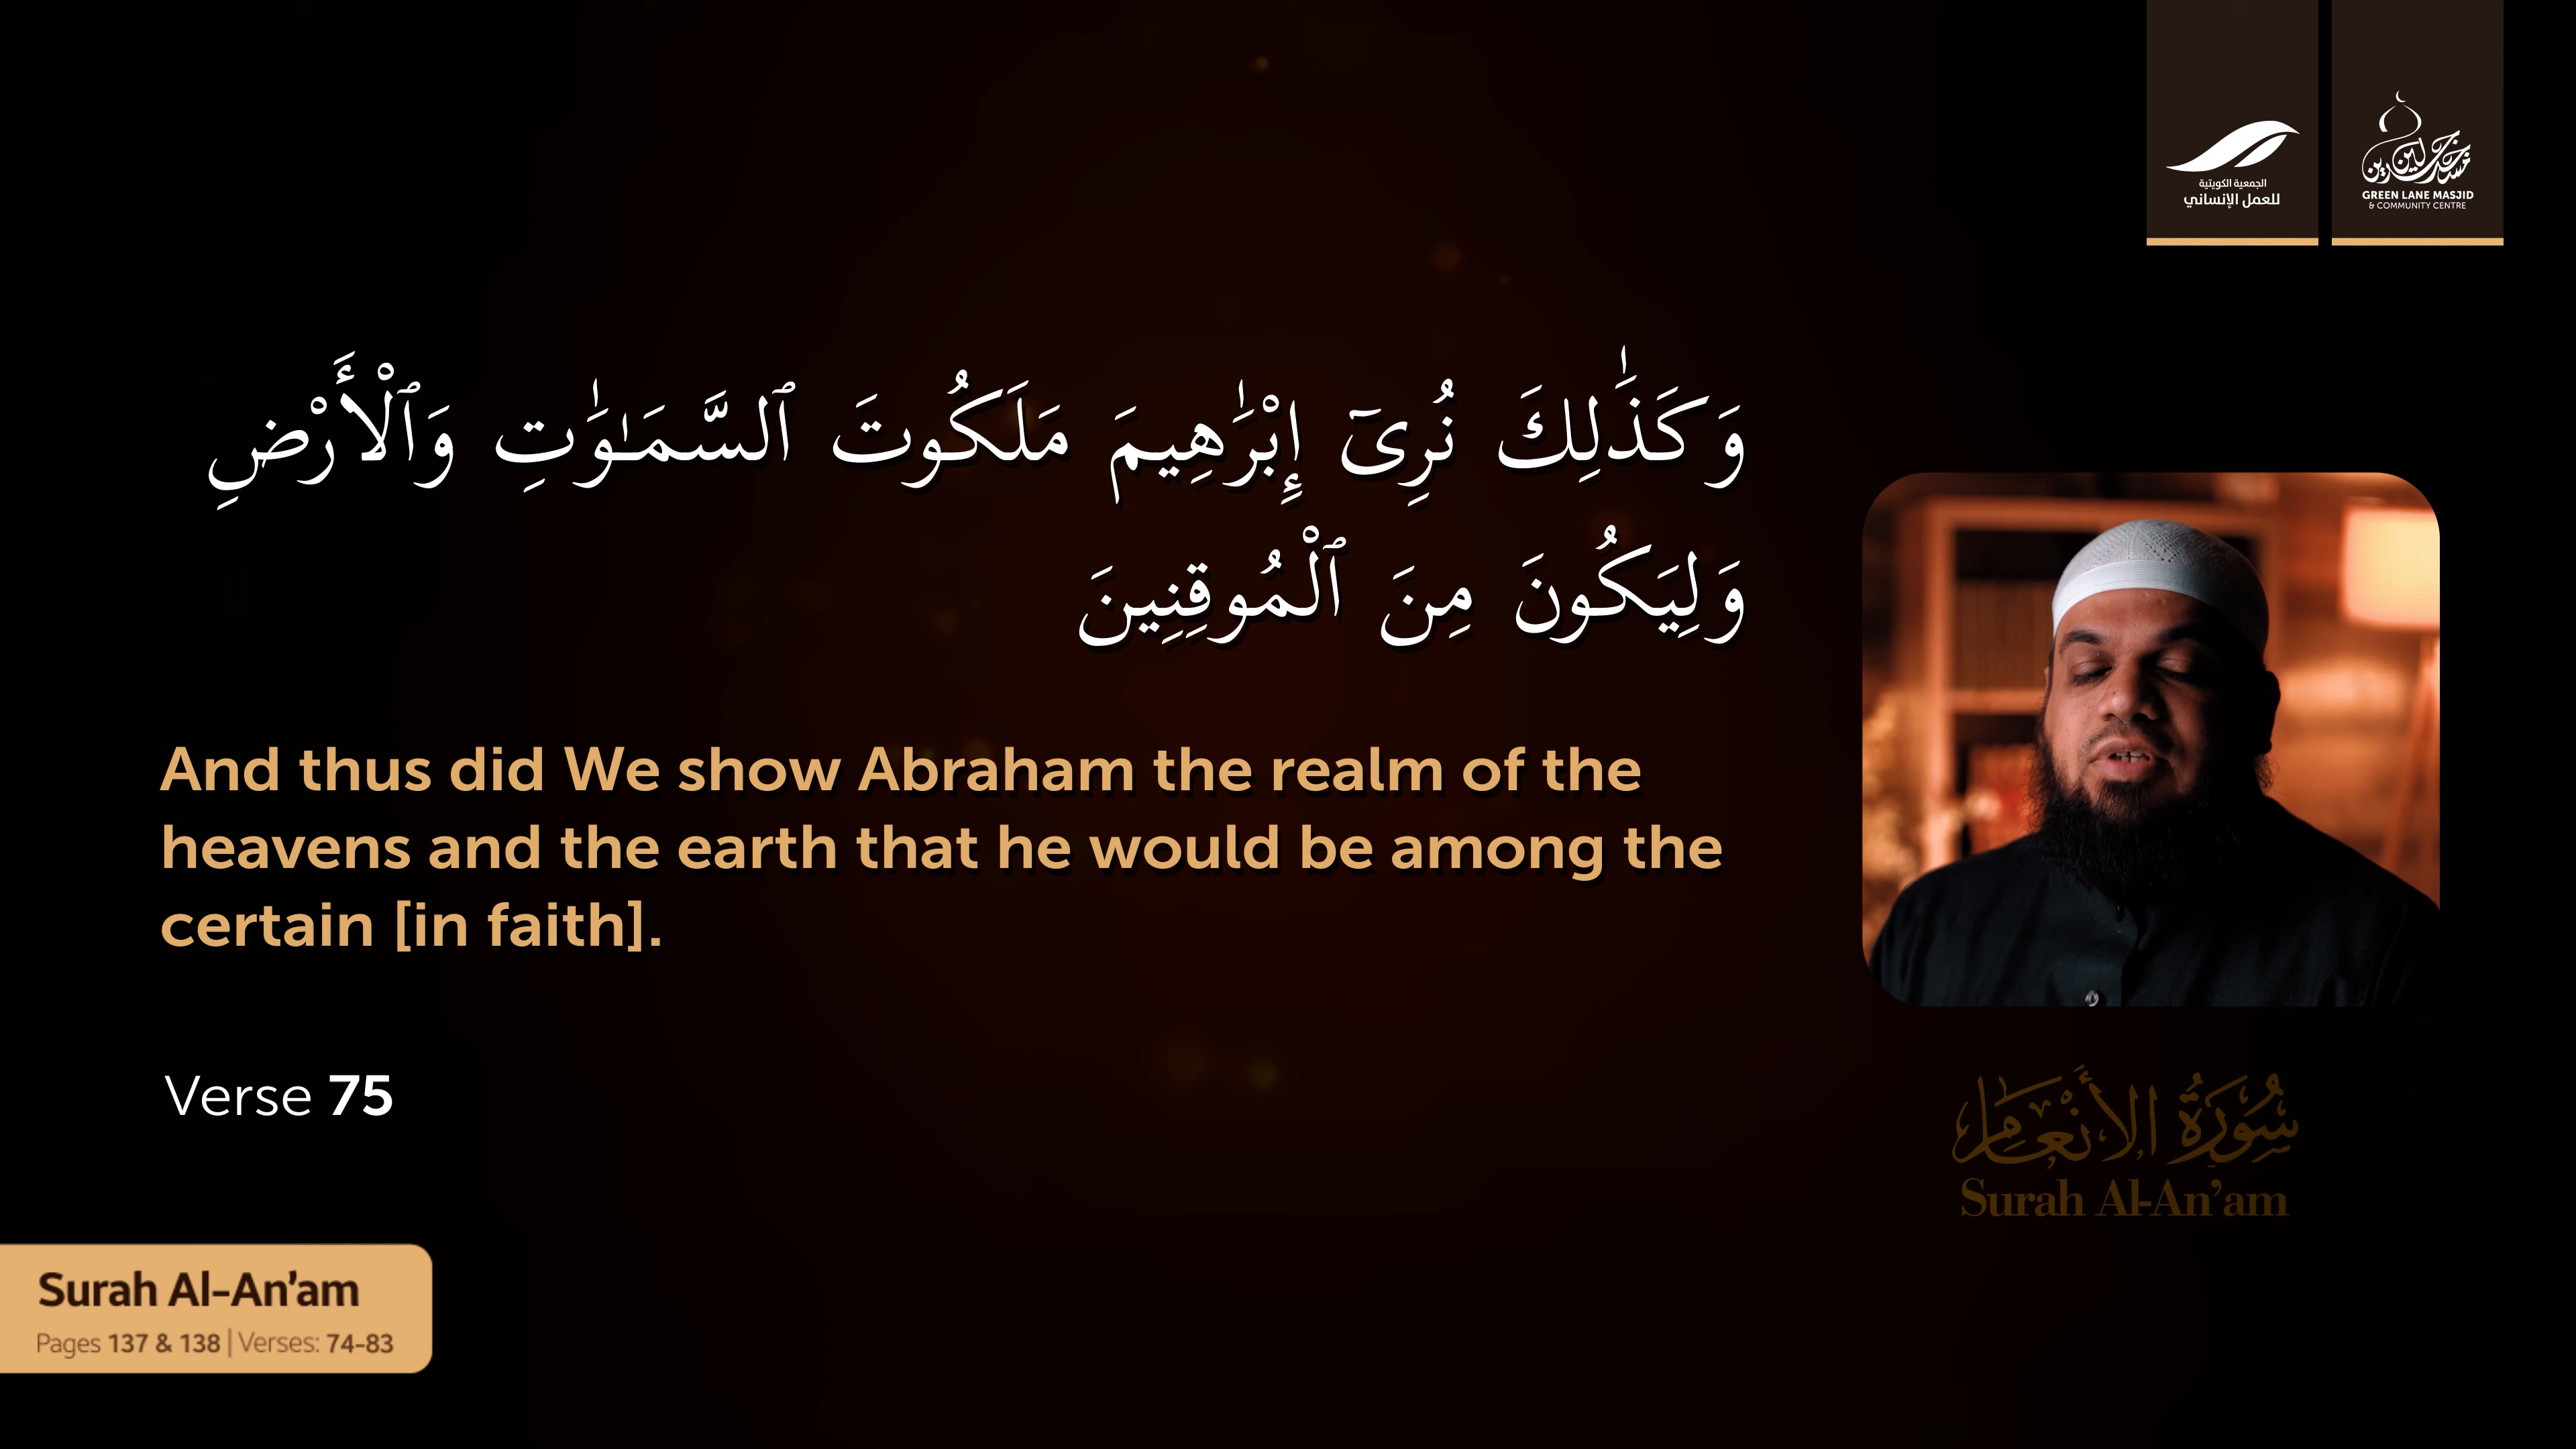 الجمعية الكويتية
للعمل الإنساني
مسجد جرين لين
GREEN LANE MASJID
& COMMUNITY CENTRE
وَكَذَٰلِكَ نُرِىٓ إِبْرَٰهِيمَ مَلَكُوتَ ٱلسَّمَـٰوَٰتِ وَٱلْأَرْضِ
وَلِيَكُونَ مِنَ ٱلْمُوقِنِينَ
And thus did We show Abraham the realm of the
heavens and the earth that he would be among the
certain [in faith].
Verse 75
سُورَةُ الأَنْعَامِ
Surah Al-An’am
Surah Al-An’am
Pages 137 & 138 | Verses: 74-83